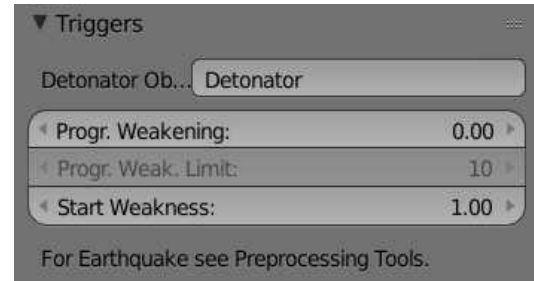 Triggers
Detonator Ob... Detonator
Progr. Weakening: 0.00
Progr. Weak. Limit: 10
Start Weakness: 1.00
For Earthquake see Preprocessing Tools.